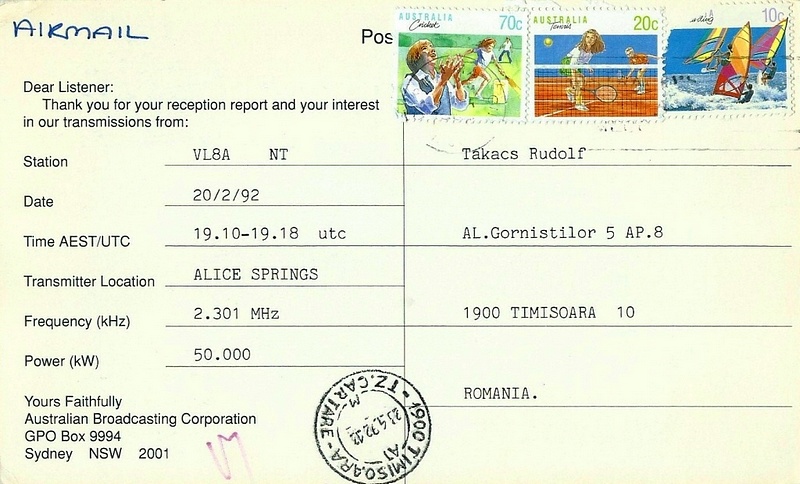 AIRMAIL
Pos
AUSTRALIA 70c
Cricket
AUSTRALIA 20c
Tennis
A 10c
ading
Dear Listener:
Thank you for your reception report and your interest
in our transmissions from:
Station VL8A NT
Date 20/2/92
Time AEST/UTC 19.10-19.18 utc
Transmitter Location ALICE SPRINGS
Frequency (kHz) 2.301 MHz
Power (kW) 50.000
Yours Faithfully
Australian Broadcasting Corporation
GPO Box 9994
Sydney NSW 2001
Takacs Rudolf
AL.Gornistilor 5 AP.8
1900 TIMISOARA 10
ROMANIA.
1900 TIMISOARA - TZ.CARTARE -